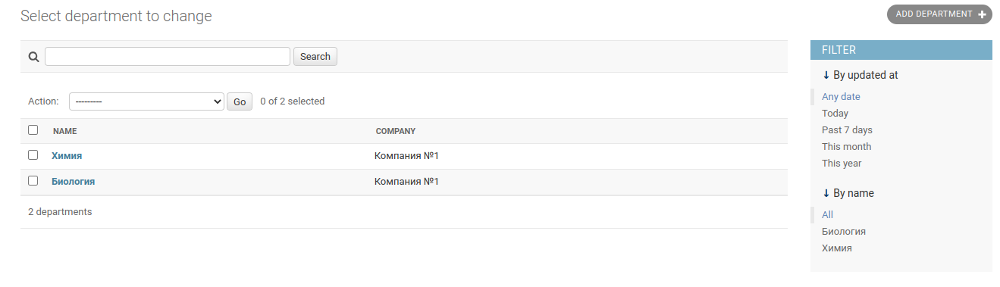 Select department to change
ADD DEPARTMENT +
Search
Action: --------- Go 0 of 2 selected
NAME COMPANY
Химия Компания №1
Биология Компания №1
2 departments
FILTER
↓ By updated at
Any date
Today
Past 7 days
This month
This year
↓ By name
All
Биология
Химия